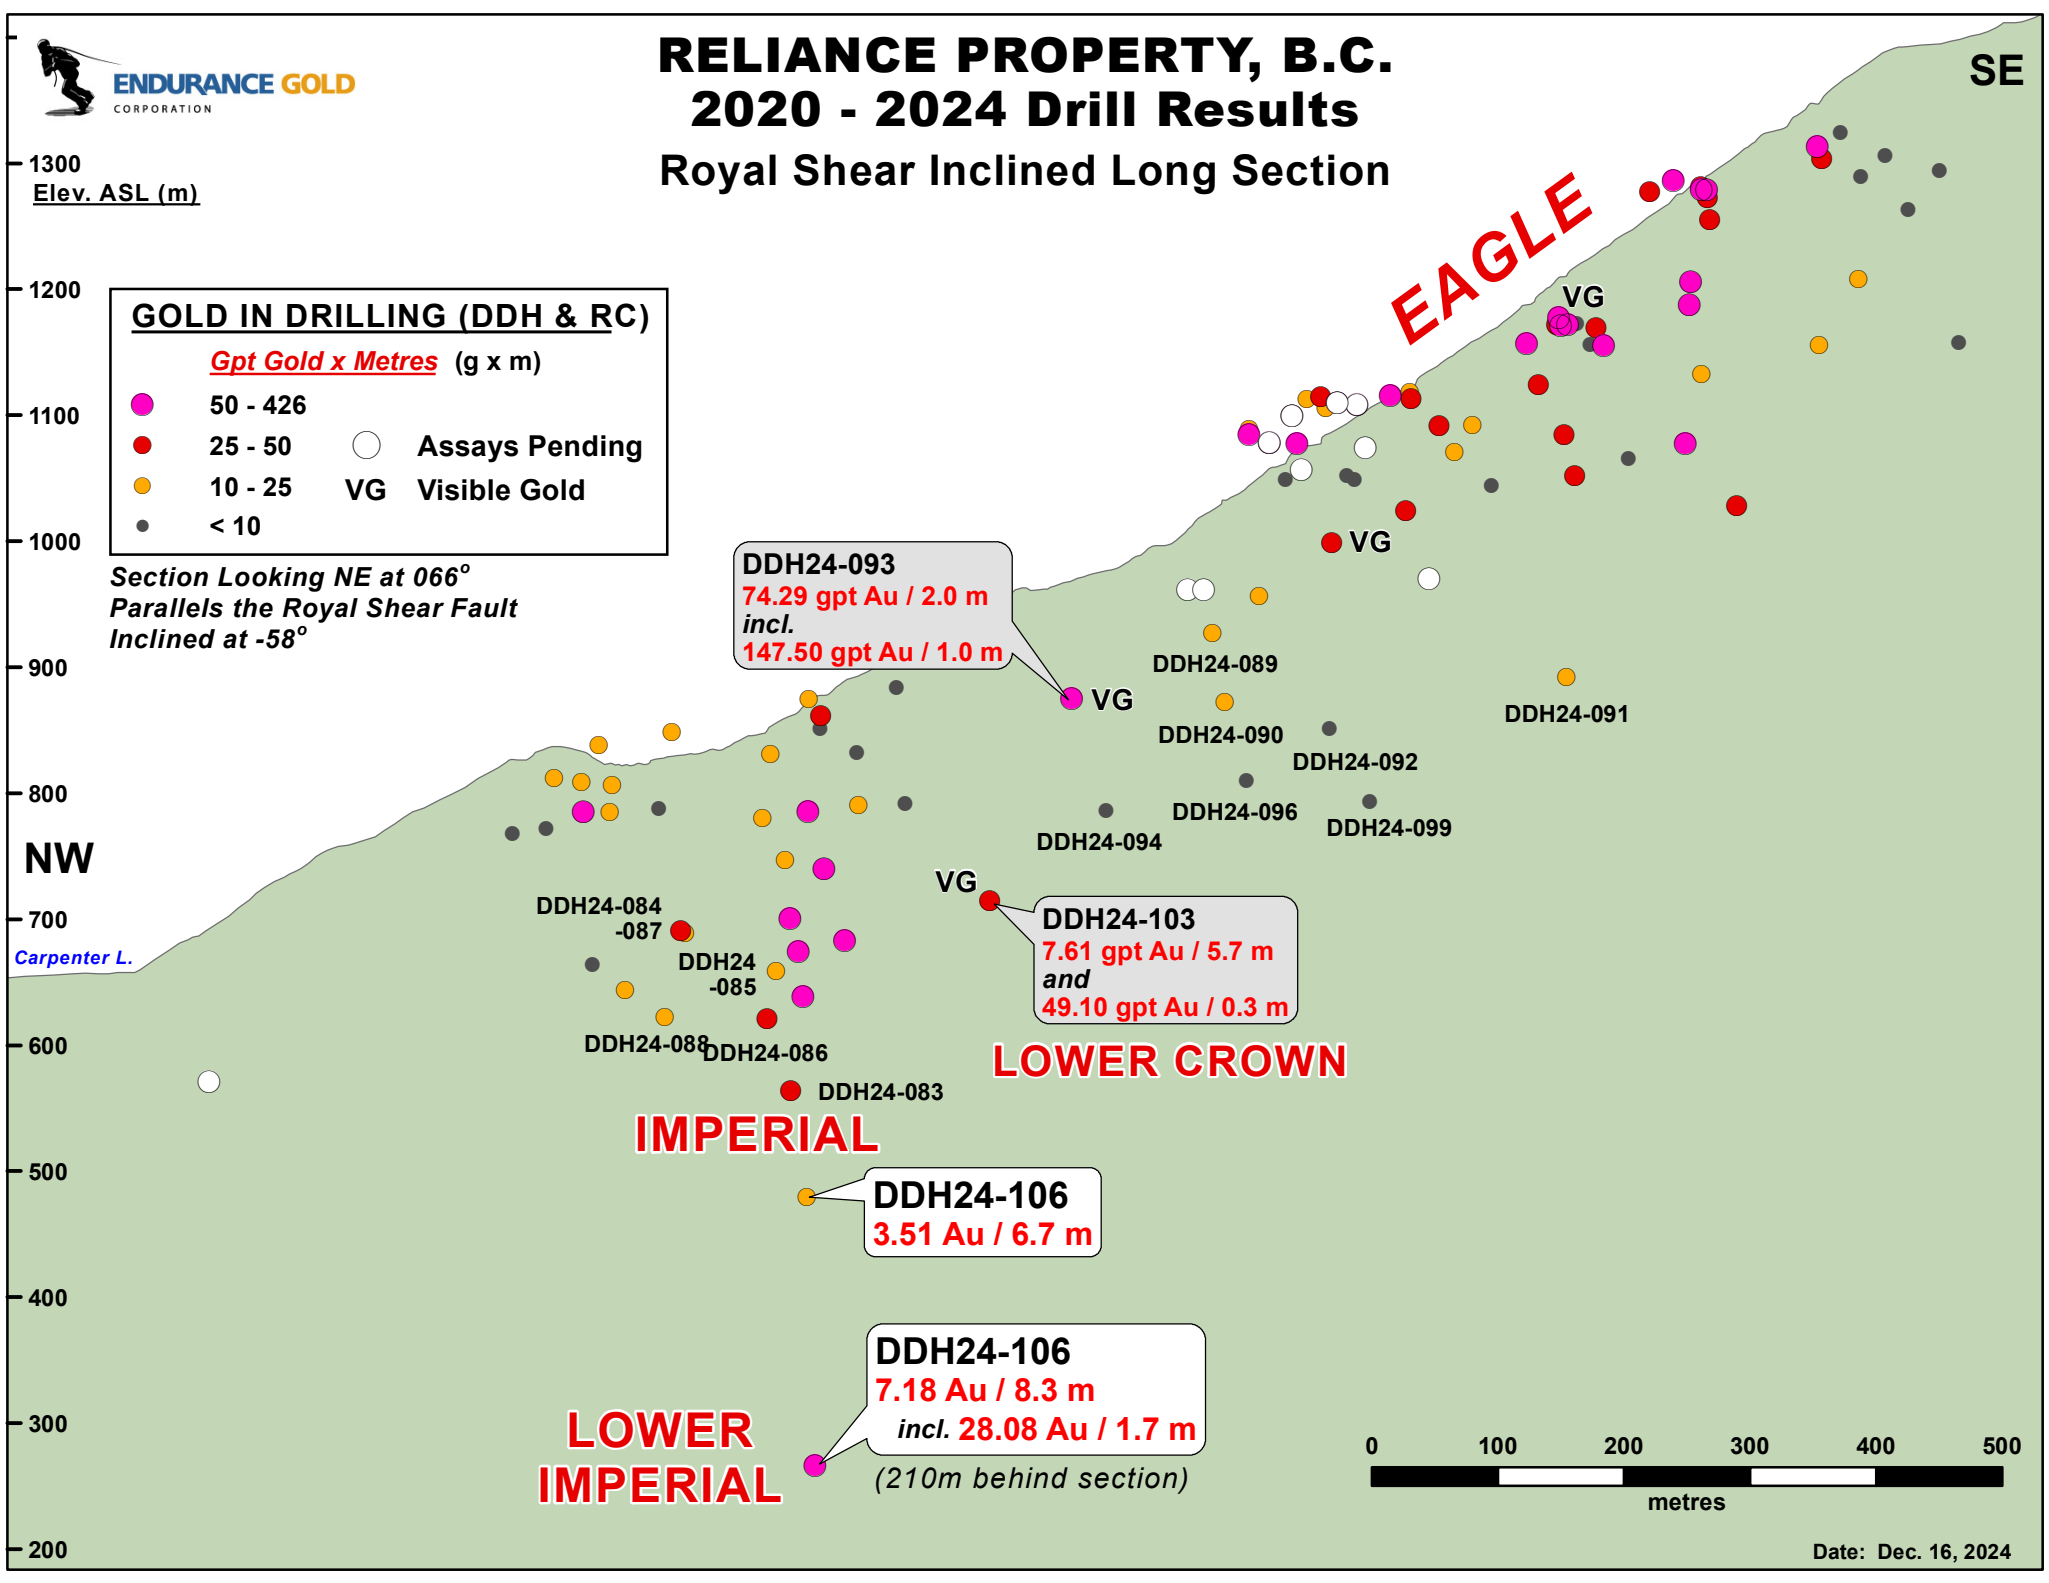 ENDURANCE GOLD
CORPORATION
RELIANCE PROPERTY, B.C.
2020 - 2024 Drill Results
Royal Shear Inclined Long Section
SE
1300
Elev. ASL (m)
1200
1100
1000
900
800
700
600
500
400
300
200
GOLD IN DRILLING (DDH & RC)
Gpt Gold x Metres (g x m)
50 - 426
25 - 50
Assays Pending
10 - 25
VG Visible Gold
< 10
Section Looking NE at 066°
Parallels the Royal Shear Fault
Inclined at -58°
EAGLE
VG
VG
DDH24-093
74.29 gpt Au / 2.0 m
incl.
147.50 gpt Au / 1.0 m
VG
DDH24-089
DDH24-090
DDH24-091
DDH24-092
DDH24-096
DDH24-099
DDH24-094
NW
Carpenter L.
VG
DDH24-103
7.61 gpt Au / 5.7 m
and
49.10 gpt Au / 0.3 m
LOWER CROWN
DDH24-084
-087
DDH24
-085
DDH24-088
DDH24-086
DDH24-083
IMPERIAL
DDH24-106
3.51 Au / 6.7 m
DDH24-106
7.18 Au / 8.3 m
incl. 28.08 Au / 1.7 m
(210m behind section)
LOWER
IMPERIAL
0 100 200 300 400 500
metres
Date: Dec. 16, 2024